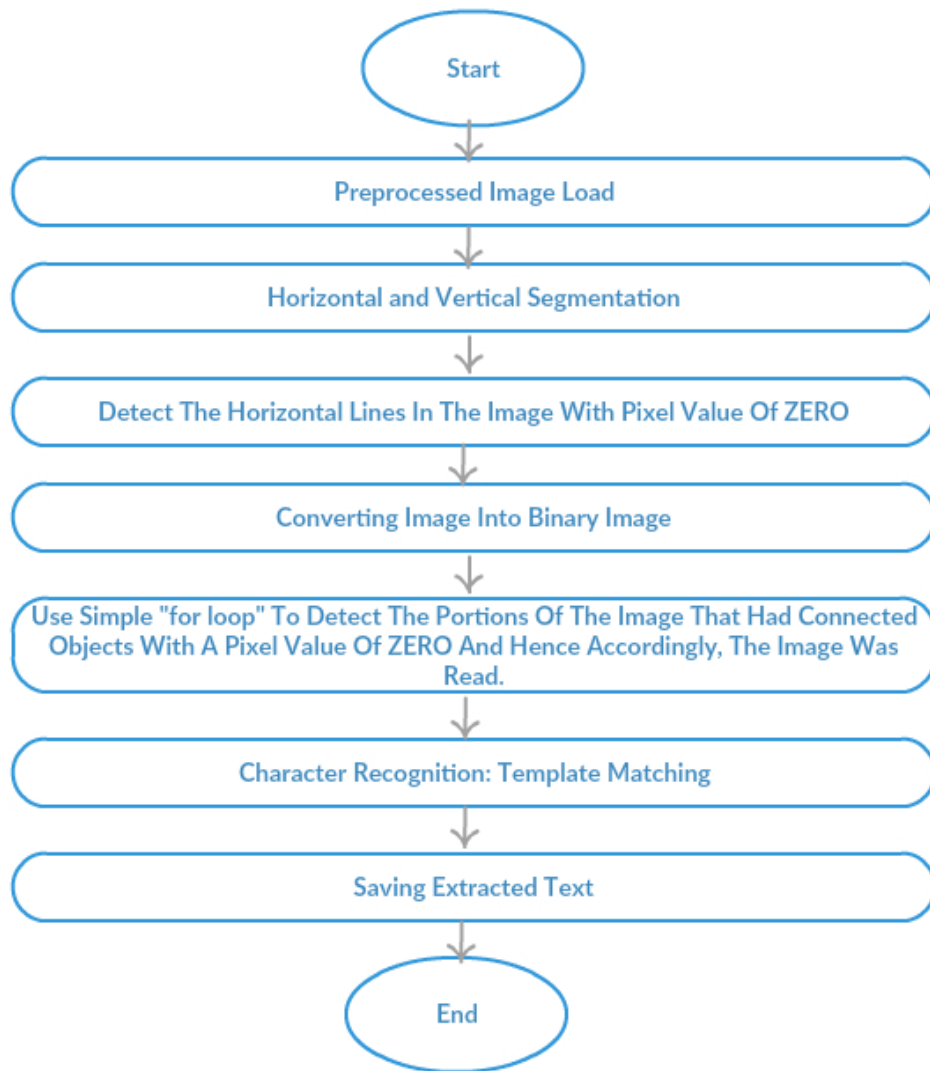 Start
Preprocessed Image Load
Horizontal and Vertical Segmentation
Detect The Horizontal Lines In The Image With Pixel Value Of ZERO
Converting Image Into Binary Image
Use Simple "for loop" To Detect The Portions Of The Image That Had Connected
Objects With A Pixel Value Of ZERO And Hence Accordingly, The Image Was
Read.
Character Recognition: Template Matching
Saving Extracted Text
End